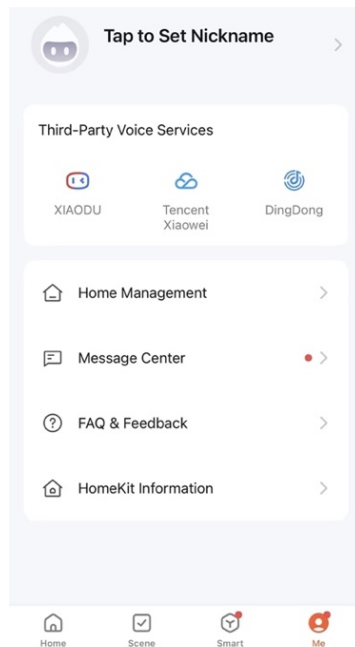 Tap to Set Nickname
Third-Party Voice Services
XIAODU
Tencent
Xiaowei
DingDong
Home Management
Message Center
FAQ & Feedback
HomeKit Information
Home
Scene
Smart
Me